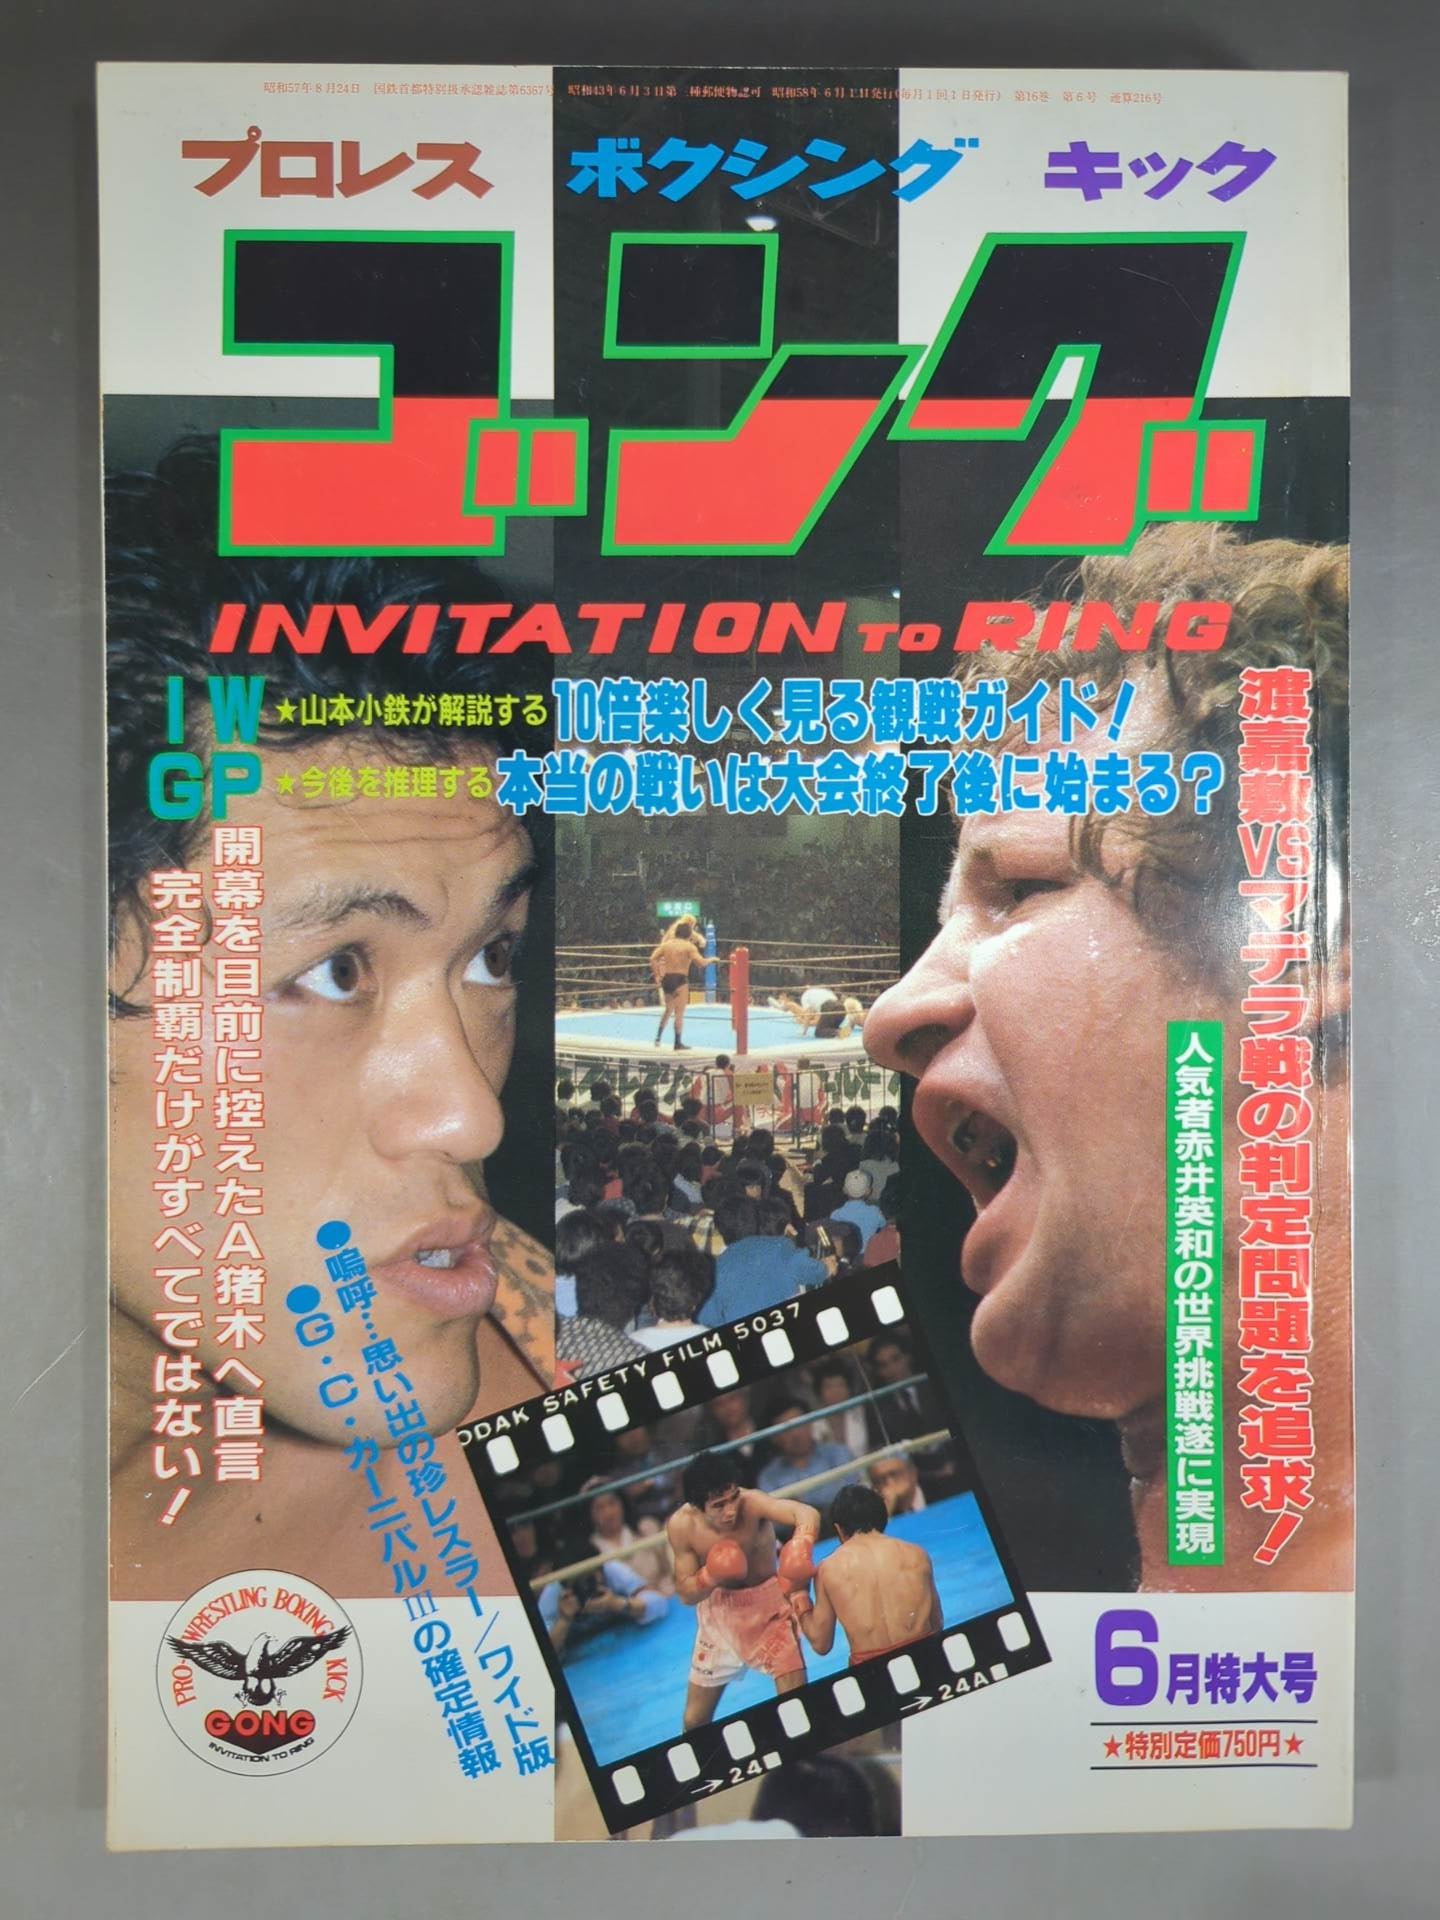 昭和57年8月24日 国鉄首都特別扱承認雑誌第6367号 昭和43年6月3日第三種郵便物認可 昭和58年6月1日発行(毎月1回1日発行) 第16巻 第6号 通算216号
プロレス ボクシング キック
ゴング
INVITATION TO RING
IWGP
★山本小鉄が解説する 10倍楽しく見る観戦ガイド!
★今後を推理する 本当の戦いは大会終了後に始まる?
渡嘉敷VSマデラ戦の判定問題を追求!
人気者赤井英和の世界挑戦遂に実現
開幕を目前に控えたA猪木へ直言
完全制覇だけがすべてではない!
●嗚呼…思い出の珍レスラー/ワイド版
●G・C・カーニバルIIIの確定情報
ODAK SAFETY FILM 5037
→24
→24A
PRO-WRESTLING BOXING KICK
GONG
INVITATION TO RING
6月特大号
★特別定価750円★